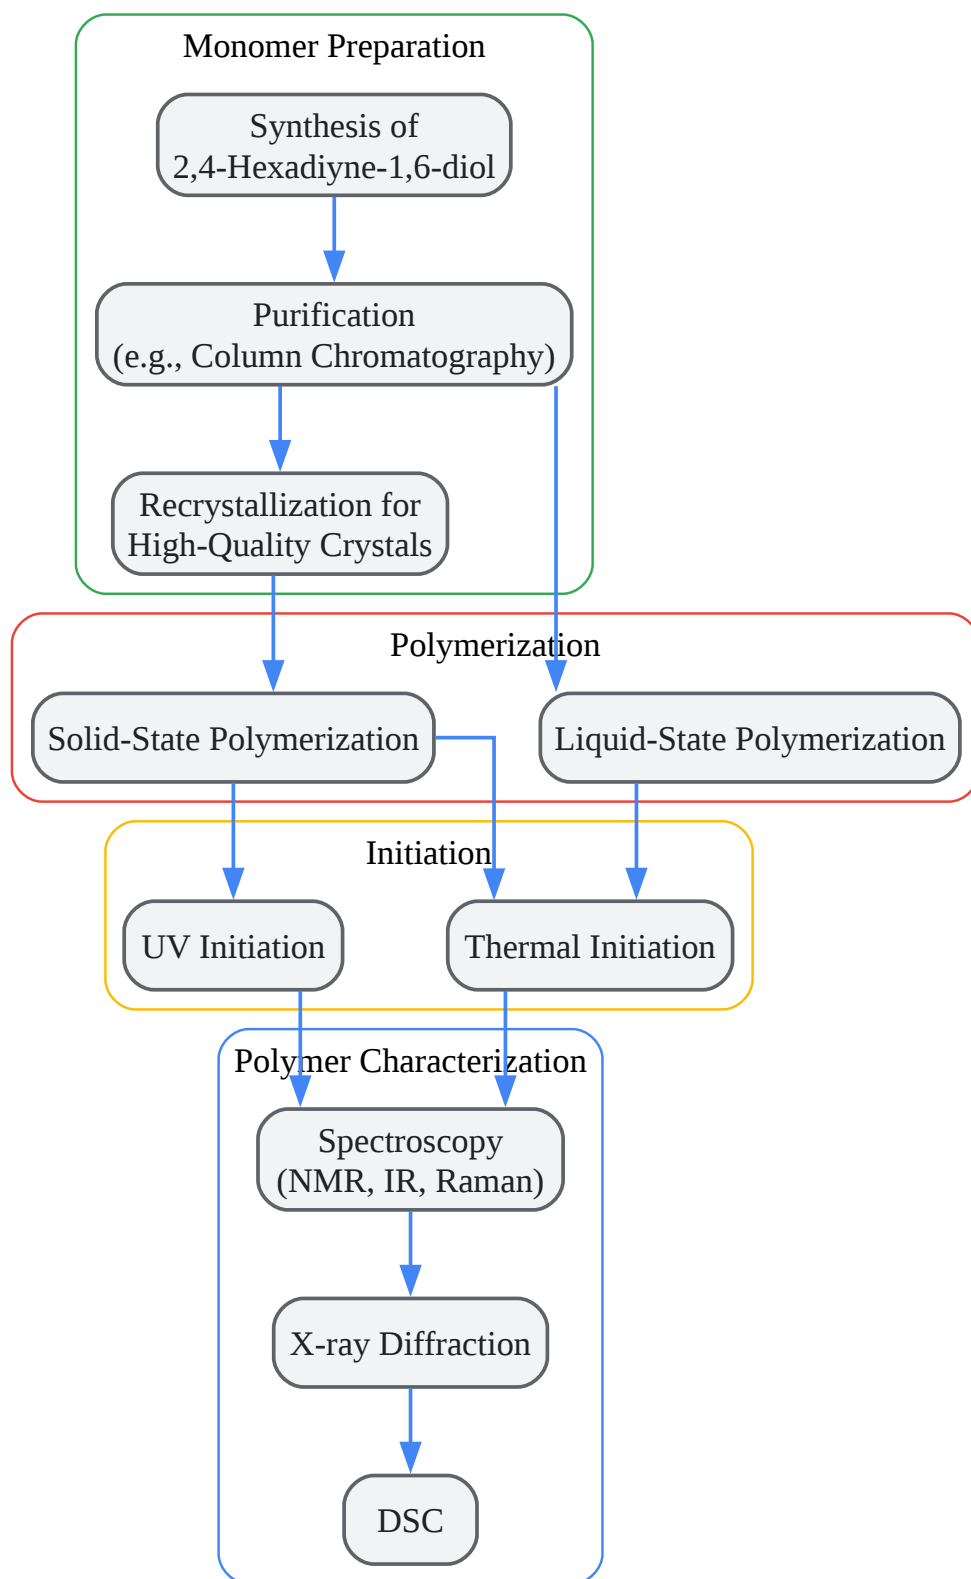 Monomer Preparation
Synthesis of
2,4-Hexadiyne-1,6-diol
Purification
(e.g., Column Chromatography)
Recrystallization for
High-Quality Crystals
Polymerization
Solid-State Polymerization
Liquid-State Polymerization
Initiation
UV Initiation
Thermal Initiation
Polymer Characterization
Spectroscopy
(NMR, IR, Raman)
X-ray Diffraction
DSC